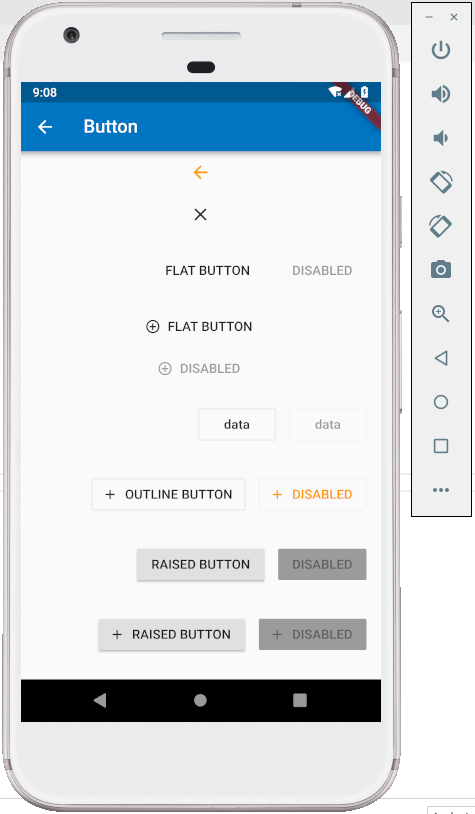 9:08
DEBUG
Button
FLAT BUTTON DISABLED
FLAT BUTTON
DISABLED
data data
OUTLINE BUTTON DISABLED
RAISED BUTTON DISABLED
RAISED BUTTON DISABLED